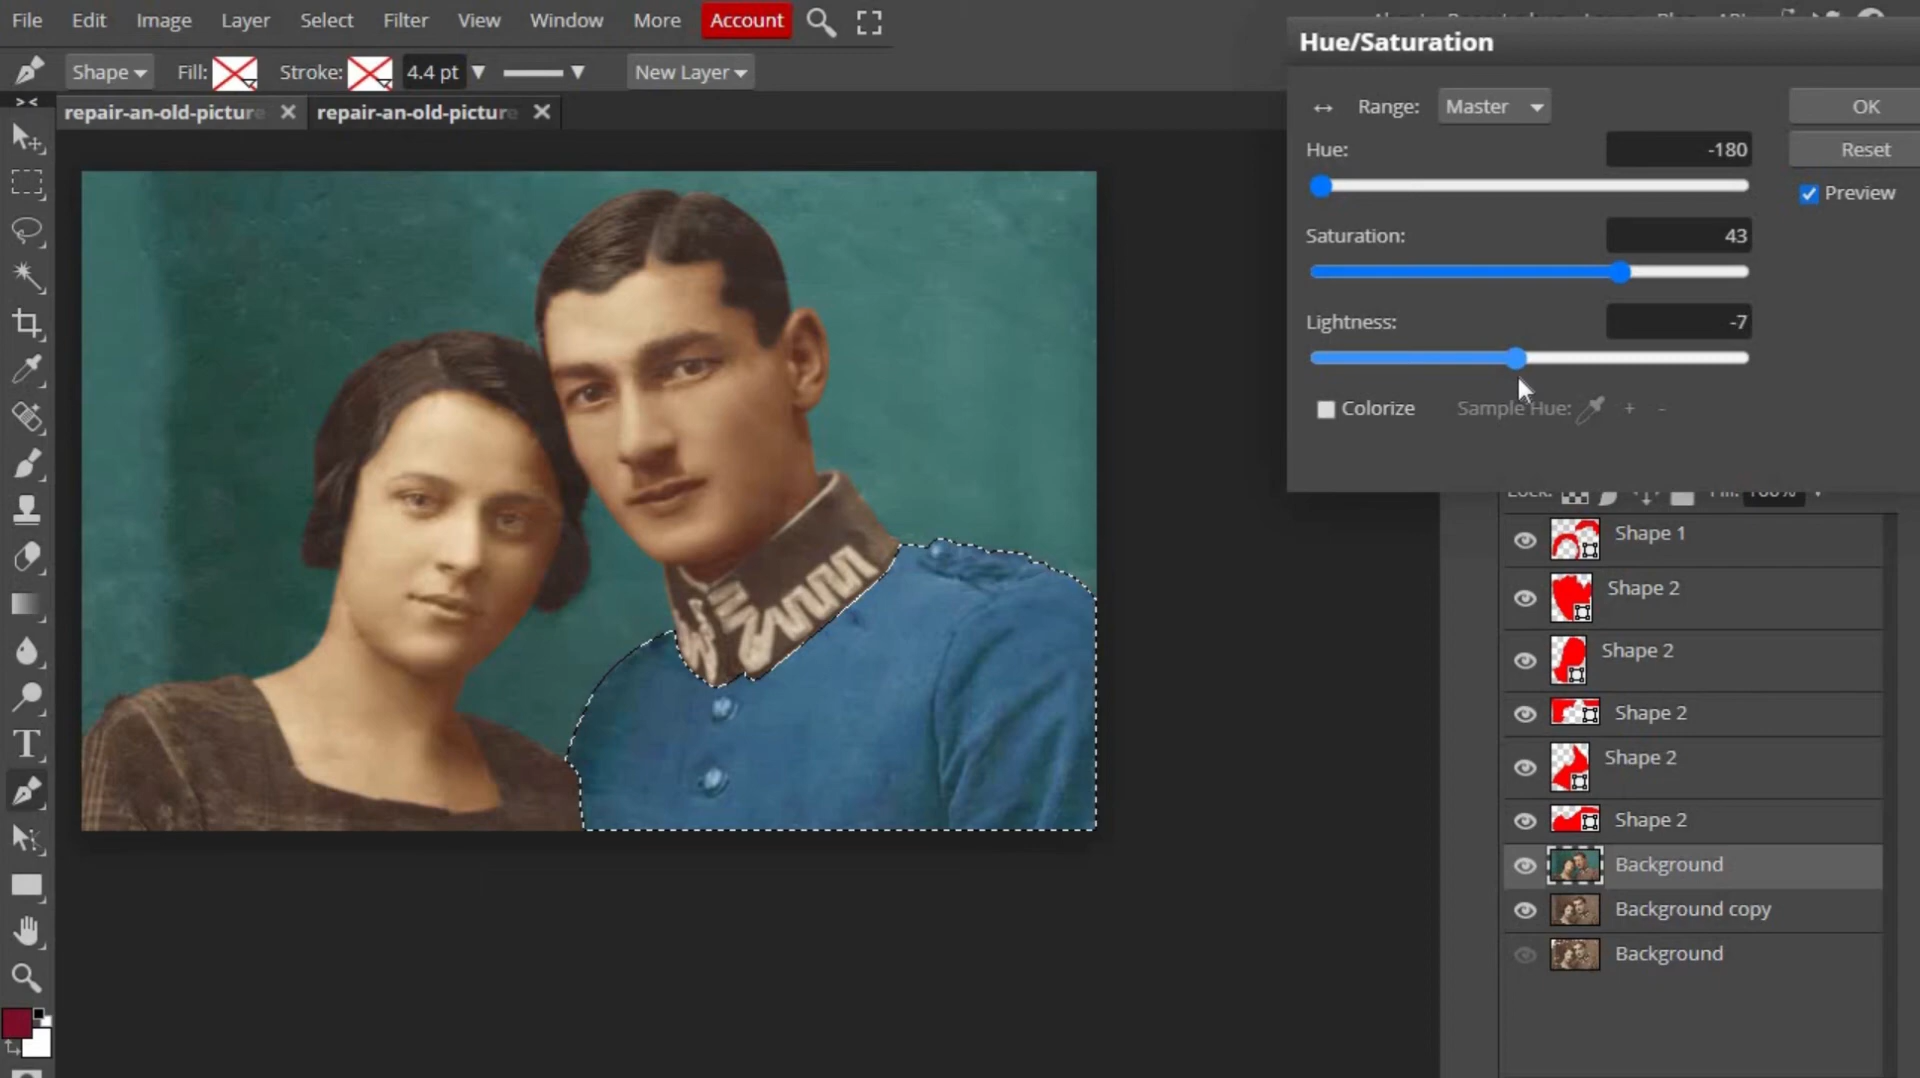 File Edit Image Layer Select Filter View Window More Account
Shape Fill: Stroke: 4.4 pt New Layer
repair-an-old-picture repair-an-old-picture
Hue/Saturation
Range: Master OK
Hue: -180 Reset
Preview
Saturation: 43
Lightness: -7
Colorize Sample Hue: + -
Shape 1
Shape 2
Shape 2
Shape 2
Shape 2
Shape 2
Background
Background copy
Background